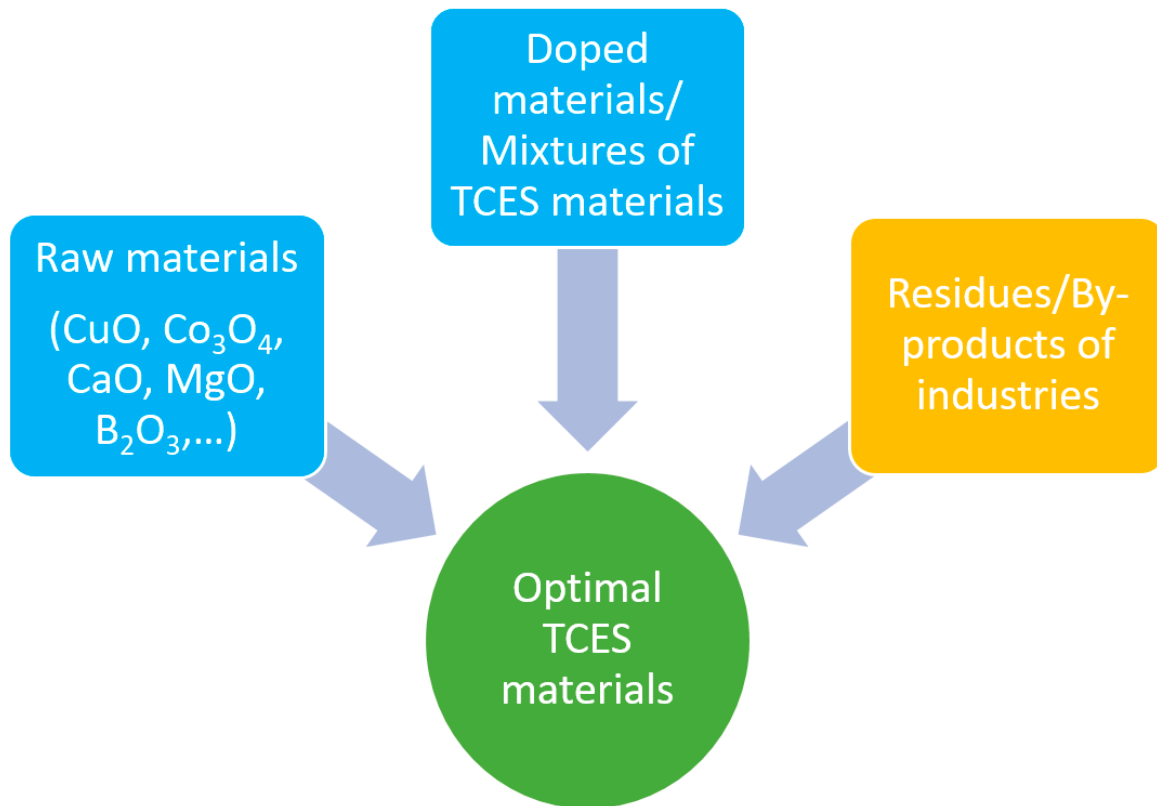 Doped
materials/
Mixtures of
TCES materials
Raw materials
(CuO, Co₃O₄,
CaO, MgO,
B₂O₃,...)
Residues/By-
products of
industries
Optimal
TCES
materials